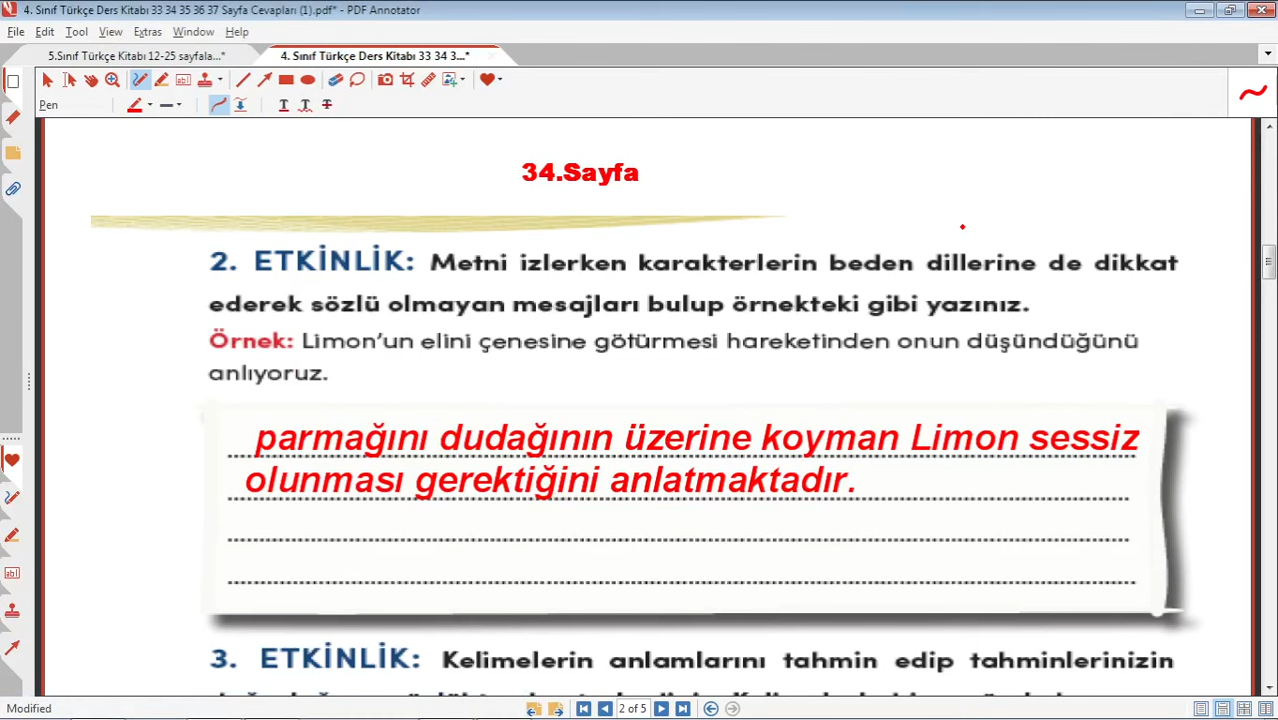 4. Sınıf Türkçe Ders Kitabı 33 34 35 36 37 Sayfa Cevapları (1).pdf* - PDF Annotator
File Edit Tool View Extras Window Help
5.Sınıf Türkçe Kitabı 12-25 sayfala...* 4. Sınıf Türkçe Ders Kitabı 33 34 3...*
Pen
34.Sayfa
2. ETKİNLİK: Metni izlerken karakterlerin beden dillerine de dikkat
ederek sözlü olmayan mesajları bulup örnekteki gibi yazınız.
Örnek: Limon'un elini çenesine götürmesi hareketinden onun düşündüğünü
anlıyoruz.
parmağını dudağının üzerine koyman Limon sessiz
olunması gerektiğini anlatmaktadır.
3. ETKİNLİK: Kelimelerin anlamlarını tahmin edip tahminlerinizin
Modified 2 of 5